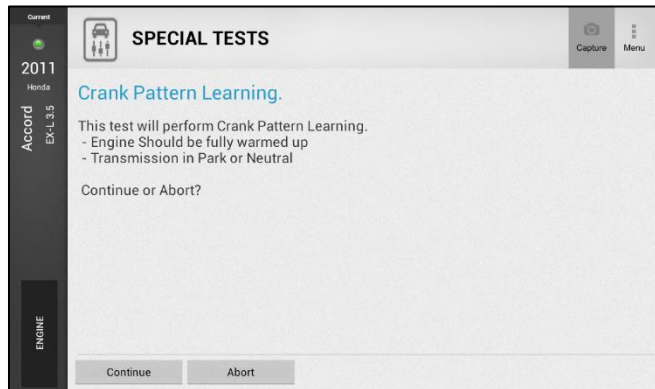 Current
2011
Honda
Accord
EX-L 3.5
ENGINE
SPECIAL TESTS
Capture
Menu
Crank Pattern Learning.
This test will perform Crank Pattern Learning.
- Engine Should be fully warmed up
- Transmission in Park or Neutral
Continue or Abort?
Continue
Abort